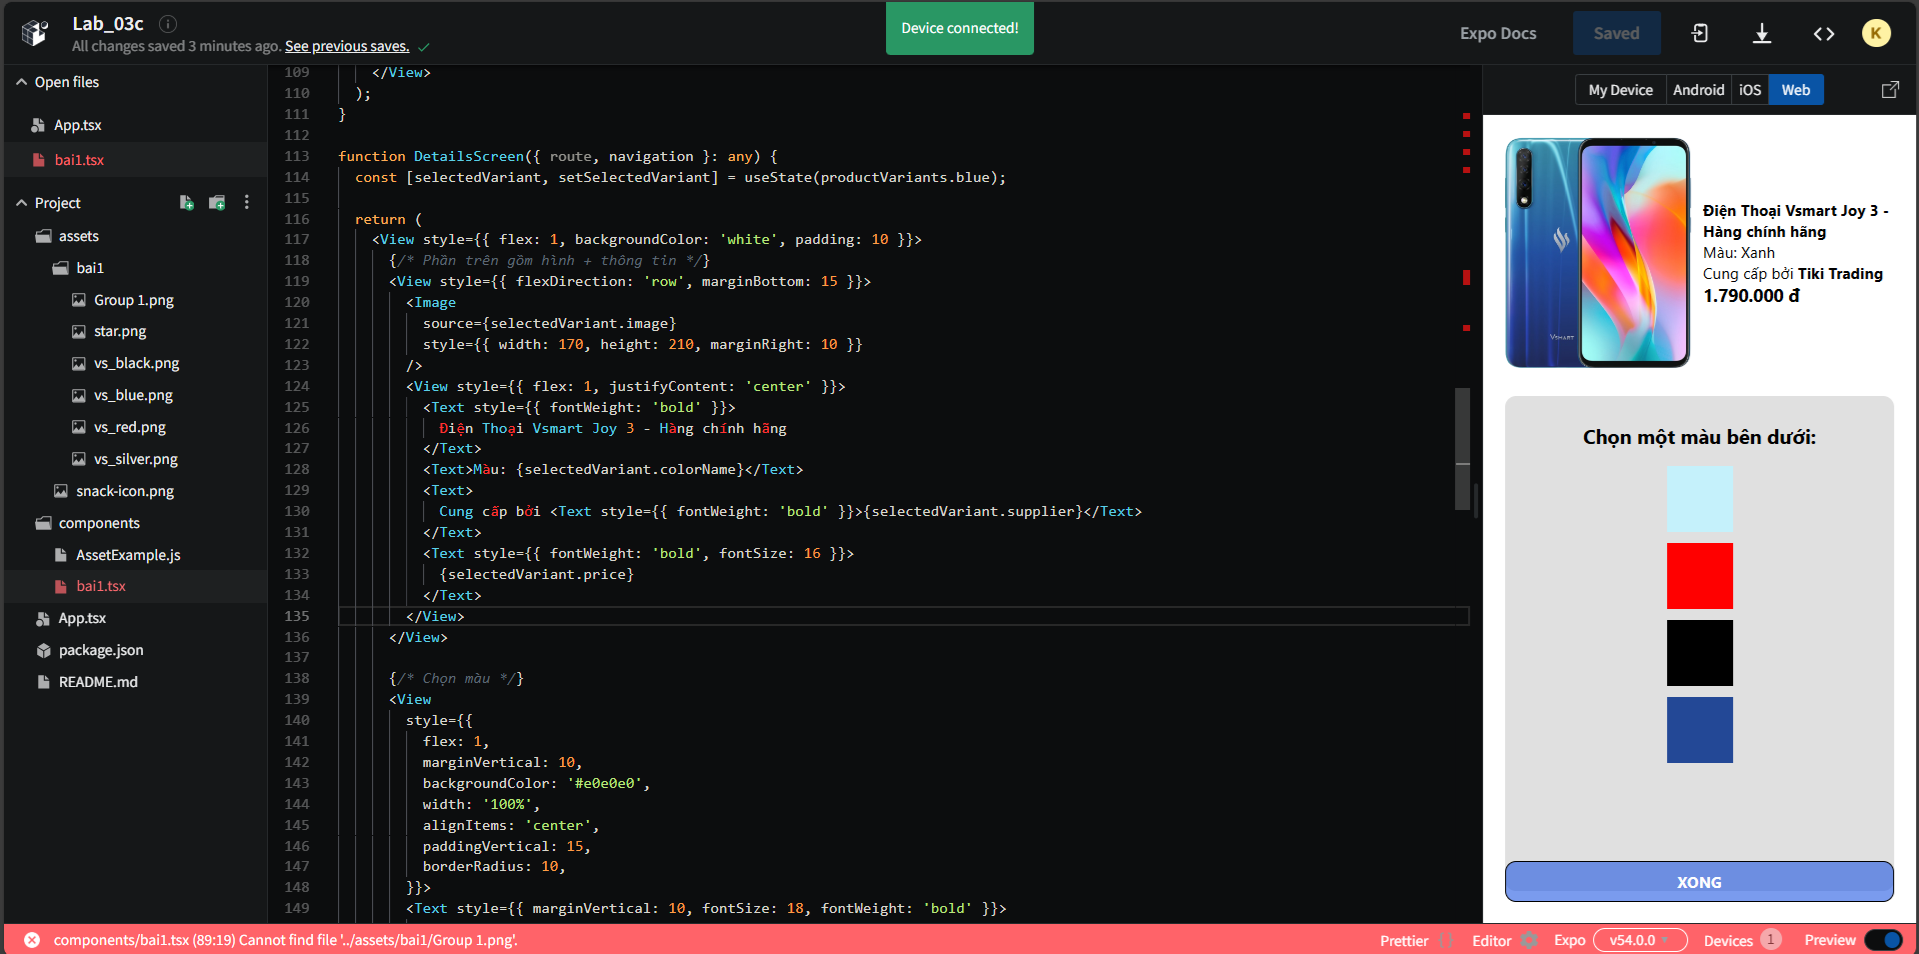 Lab_03c
All changes saved 3 minutes ago. See previous saves.
Device connected!
Expo Docs
Saved
K
Open files
App.tsx
bai1.tsx
Project
assets
bai1
Group 1.png
star.png
vs_black.png
vs_blue.png
vs_red.png
vs_silver.png
snack-icon.png
components
AssetExample.js
bai1.tsx
App.tsx
package.json
README.md
109 </View>
110 );
111 }
112
113 function DetailsScreen({ route, navigation }: any) {
114 const [selectedVariant, setSelectedVariant] = useState(productVariants.blue);
115
116 return (
117 <View style={{ flex: 1, backgroundColor: 'white', padding: 10 }}>
118 {/* Phần trên gồm hình + thông tin */}
119 <View style={{ flexDirection: 'row', marginBottom: 15 }}>
120 <Image
121 source={selectedVariant.image}
122 style={{ width: 170, height: 210, marginRight: 10 }}
123 />
124 <View style={{ flex: 1, justifyContent: 'center' }}>
125 <Text style={{ fontWeight: 'bold' }}>
126 Điện Thoại Vsmart Joy 3 - Hàng chính hãng
127 </Text>
128 <Text>Màu: {selectedVariant.colorName}</Text>
129 <Text>
130 Cung cấp bởi <Text style={{ fontWeight: 'bold' }}>{selectedVariant.supplier}</Text>
131 </Text>
132 <Text style={{ fontWeight: 'bold', fontSize: 16 }}>
133 {selectedVariant.price}
134 </Text>
135 </View>
136 </View>
137
138 {/* Chọn màu */}
139 <View
140 style={{
141 flex: 1,
142 marginVertical: 10,
143 backgroundColor: '#e0e0e0',
144 width: '100%',
145 alignItems: 'center',
146 paddingVertical: 15,
147 borderRadius: 10,
148 }}>
149 <Text style={{ marginVertical: 10, fontSize: 18, fontWeight: 'bold' }}>
My Device Android iOS Web
VSMART
Điện Thoại Vsmart Joy 3 -
Hàng chính hãng
Màu: Xanh
Cung cấp bởi Tiki Trading
1.790.000 đ
Chọn một màu bên dưới:
XONG
components/bai1.tsx (89:19) Cannot find file '../assets/bai1/Group 1.png'.
Prettier {} Editor Expo v54.0.0 Devices 1 Preview